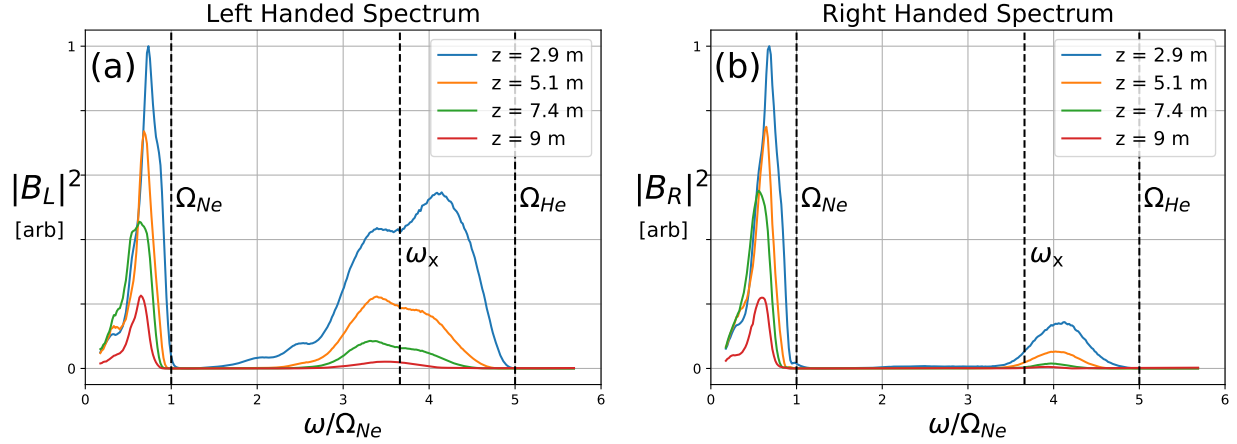 Left Handed Spectrum
(a)
z = 2.9 m
z = 5.1 m
z = 7.4 m
z = 9 m
1
|B_L|²
[arb]
0
Ω_Ne
ω_x
Ω_He
0 1 2 3 4 5 6
ω/Ω_Ne
Right Handed Spectrum
(b)
z = 2.9 m
z = 5.1 m
z = 7.4 m
z = 9 m
1
|B_R|²
[arb]
0
Ω_Ne
ω_x
Ω_He
0 1 2 3 4 5 6
ω/Ω_Ne